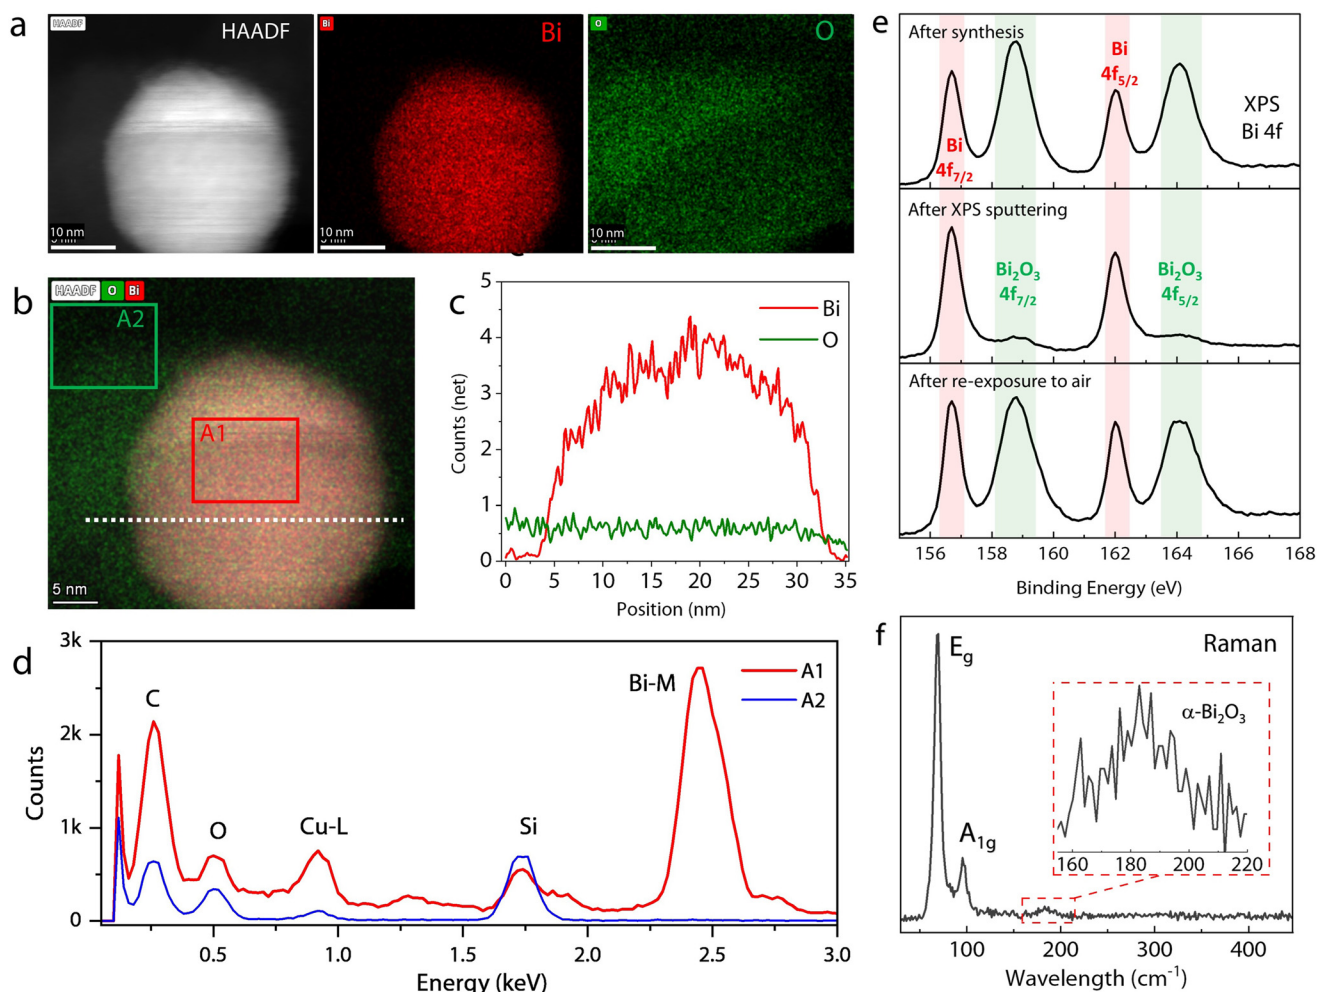 a
HAADF
HAADF
10 nm
Bi
Bi
10 nm
O
O
10 nm
b
HAADF O Bi
A2
A1
5 nm
c
5
4
3
2
1
0
Counts (net)
Bi
O
0 5 10 15 20 25 30 35
Position (nm)
d
3k
2k
1k
0
Counts
C
O
Cu-L
Si
Bi-M
A1
A2
0.5 1.0 1.5 2.0 2.5 3.0
Energy (keV)
e
After synthesis
Bi
4f7/2
Bi
4f5/2
XPS
Bi 4f
After XPS sputtering
Bi2O3
4f7/2
Bi2O3
4f5/2
After re-exposure to air
156 158 160 162 164 166 168
Binding Energy (eV)
f
Eg
A1g
Raman
α-Bi2O3
160 180 200 220
100 200 300 400
Wavelength (cm-1)